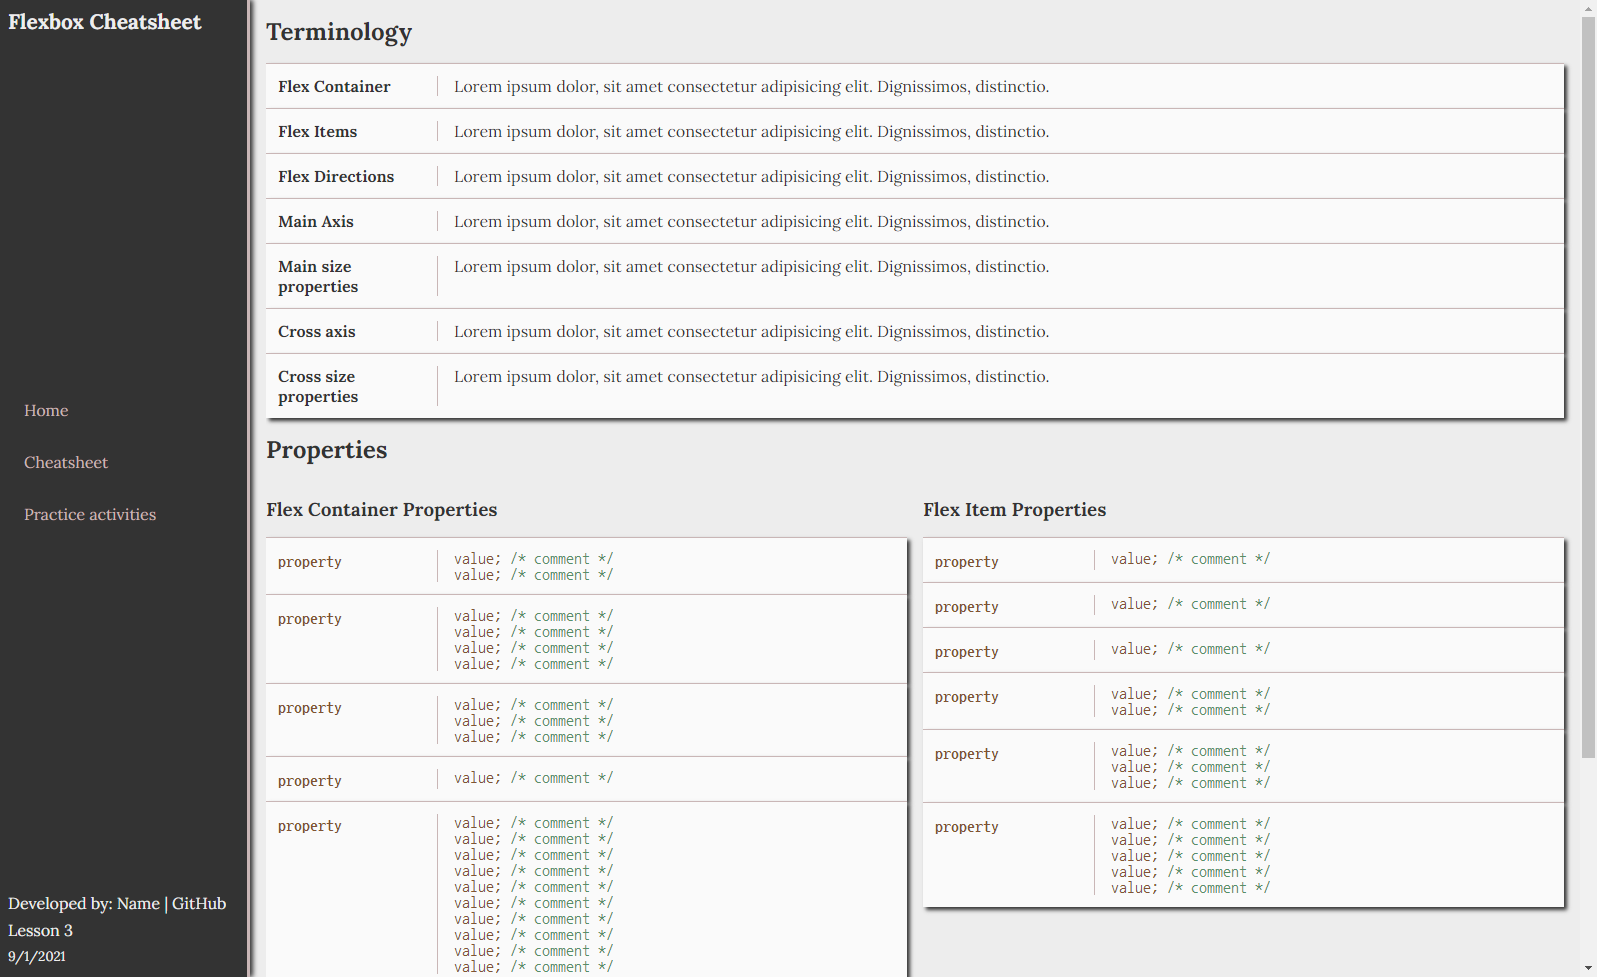 Flexbox Cheatsheet
Home
Cheatsheet
Practice activities
Developed by: Name | GitHub
Lesson 3
9/1/2021
Terminology
Flex Container Lorem ipsum dolor, sit amet consectetur adipisicing elit. Dignissimos, distinctio.
Flex Items Lorem ipsum dolor, sit amet consectetur adipisicing elit. Dignissimos, distinctio.
Flex Directions Lorem ipsum dolor, sit amet consectetur adipisicing elit. Dignissimos, distinctio.
Main Axis Lorem ipsum dolor, sit amet consectetur adipisicing elit. Dignissimos, distinctio.
Main size Lorem ipsum dolor, sit amet consectetur adipisicing elit. Dignissimos, distinctio.
properties
Cross axis Lorem ipsum dolor, sit amet consectetur adipisicing elit. Dignissimos, distinctio.
Cross size Lorem ipsum dolor, sit amet consectetur adipisicing elit. Dignissimos, distinctio.
properties
Properties
Flex Container Properties
property value; /* comment */
value; /* comment */
property value; /* comment */
value; /* comment */
value; /* comment */
value; /* comment */
property value; /* comment */
value; /* comment */
value; /* comment */
property value; /* comment */
property value; /* comment */
value; /* comment */
value; /* comment */
value; /* comment */
value; /* comment */
value; /* comment */
value; /* comment */
value; /* comment */
value; /* comment */
value; /* comment */
Flex Item Properties
property value; /* comment */
property value; /* comment */
property value; /* comment */
property value; /* comment */
value; /* comment */
property value; /* comment */
value; /* comment */
value; /* comment */
property value; /* comment */
value; /* comment */
value; /* comment */
value; /* comment */
value; /* comment */